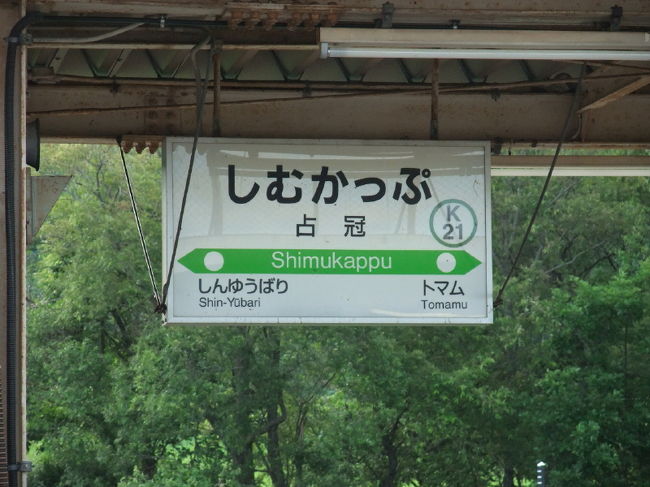 しむかっぷ
占冠
K
21
Shimukappu
しんゆうばり
Shin-Yūbari
トマム
Tomamu